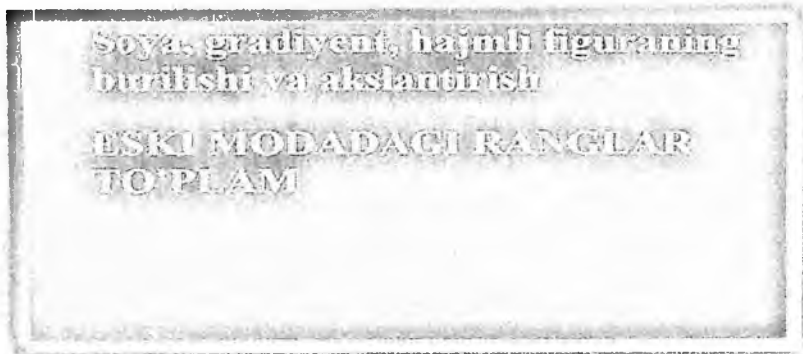 Soya, gradiyent, hajmli figuraning
burilishi va akslantirish
ESKI MODADAGI RANGLAR
TO'PLAM